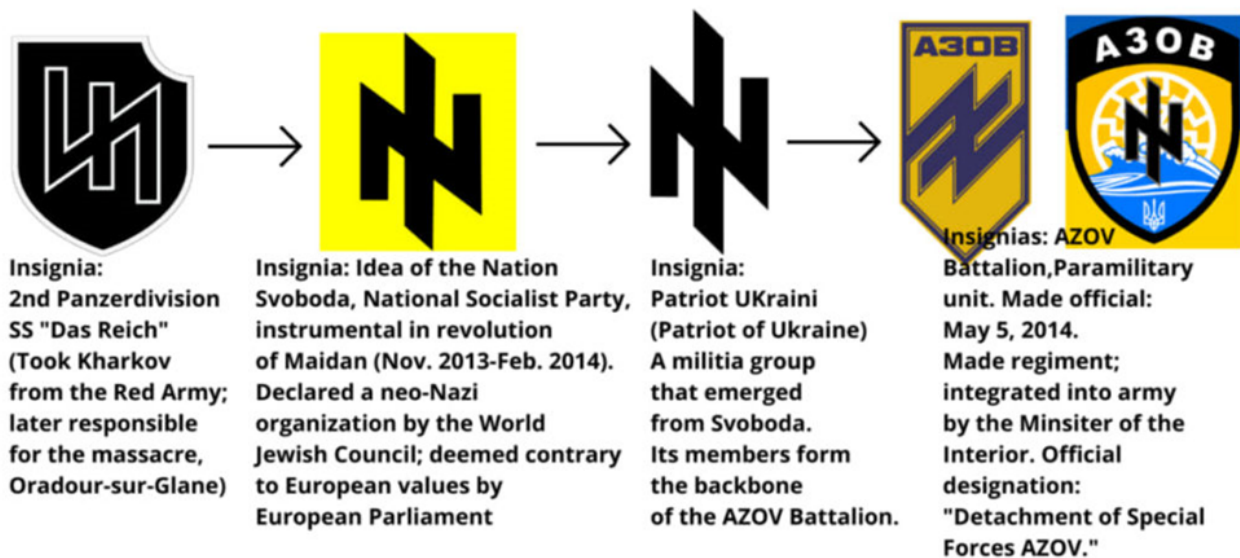 АЗОВ
АЗОВ
Insignia:
2nd Panzerdivision
SS "Das Reich"
(Took Kharkov
from the Red Army;
later responsible
for the massacre,
Oradour-sur-Glane)
Insignia: Idea of the Nation
Svoboda, National Socialist Party,
instrumental in revolution
of Maidan (Nov. 2013-Feb. 2014).
Declared a neo-Nazi
organization by the World
Jewish Council; deemed contrary
to European values by
European Parliament
Insignia:
Patriot UKraini
(Patriot of Ukraine)
A militia group
that emerged
from Svoboda.
Its members form
the backbone
of the AZOV Battalion.
Insignias: AZOV
Battalion,Paramilitary
unit. Made official:
May 5, 2014.
Made regiment;
integrated into army
by the Minsiter of the
Interior. Official
designation:
"Detachment of Special
Forces AZOV."